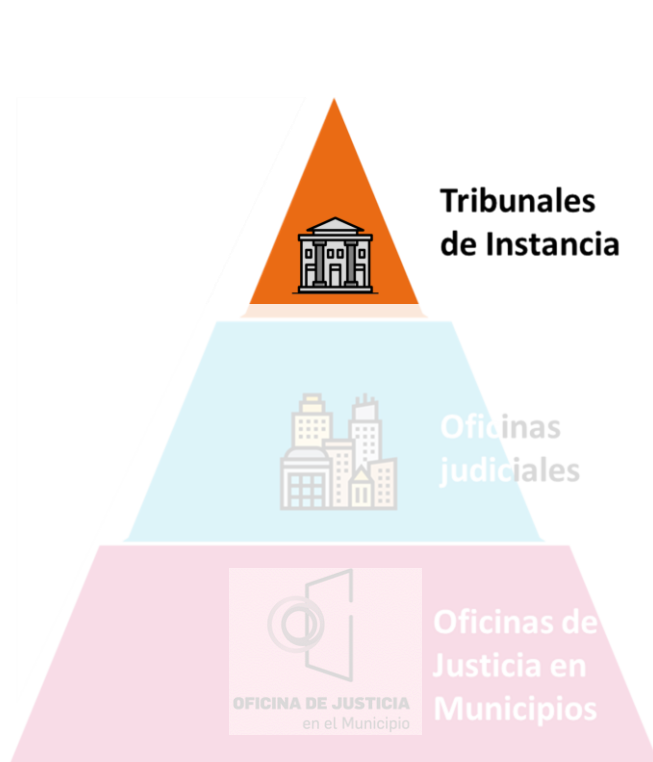 Tribunales
de Instancia
Oficinas
judiciales
OFICINA DE JUSTICIA
en el Municipio
Oficinas de
Justicia en
Municipios